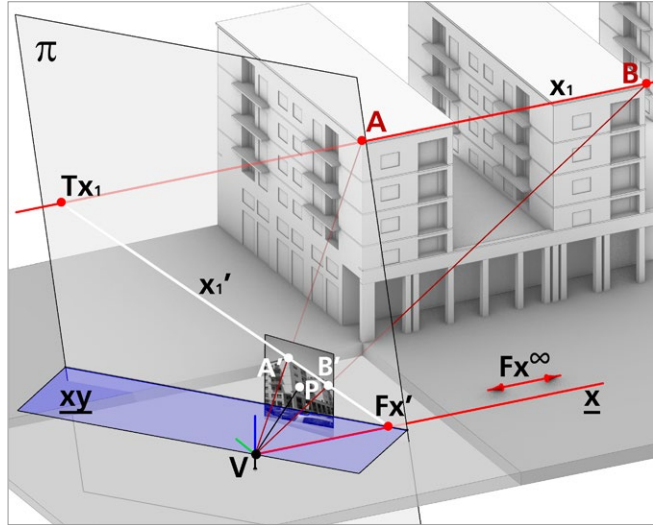 π
x₁
B
A
Tx₁
x₁′
A′
B′
P
Fx∞
xy
Fx′
x
V